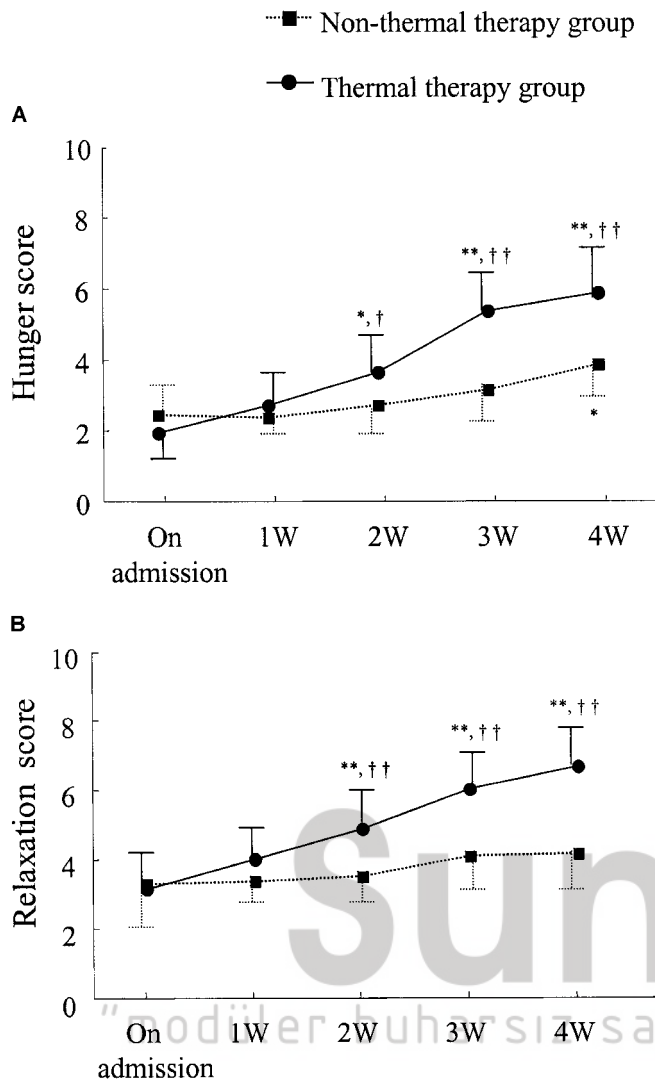 Non-thermal therapy group
Thermal therapy group
A
Hunger score
10
8
6
4
2
0
*, †
**, † †
**, † †
*
On admission
1W
2W
3W
4W
B
Relaxation score
10
8
6
4
2
0
**, † †
**, † †
**, † †
On admission
1W
2W
3W
4W
Sun
"modüler buharsız sa